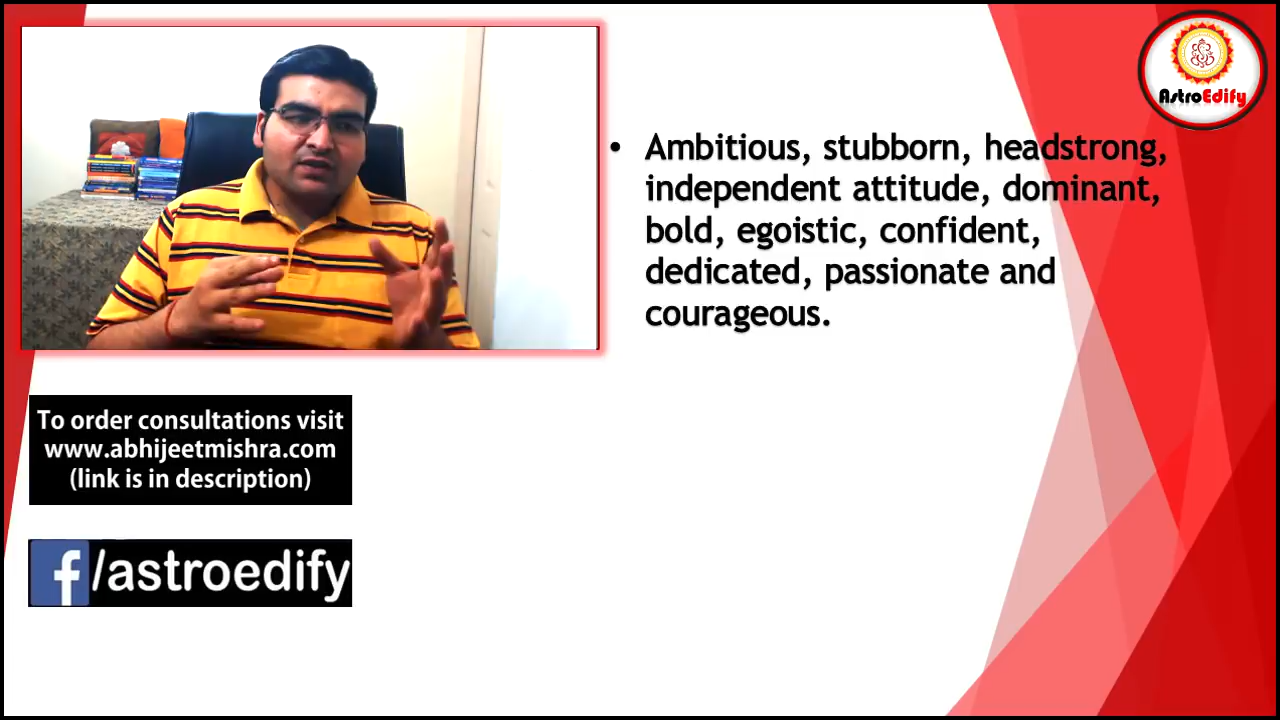 AstroEdify
• Ambitious, stubborn, headstrong,
independent attitude, dominant,
bold, egoistic, confident,
dedicated, passionate and
courageous.
To order consultations visit
www.abhijeetmishra.com
(link is in description)
f/astroedify